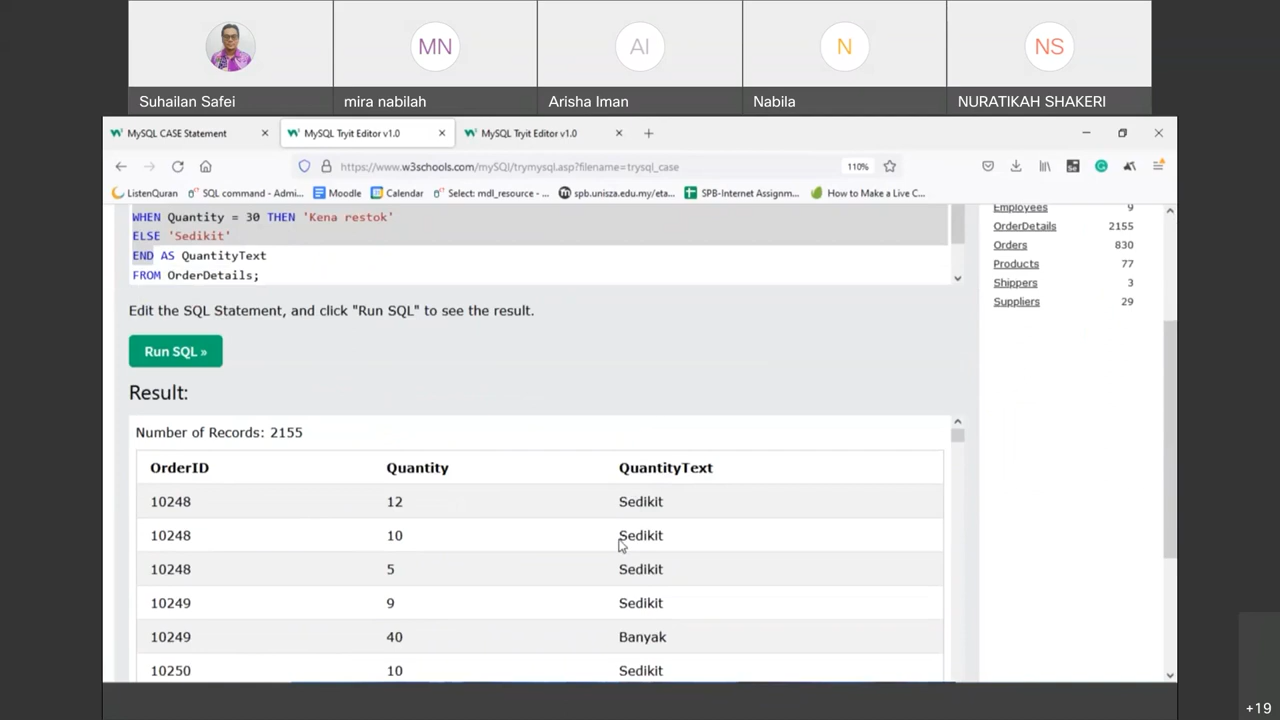 MN
AI
N
NS
Suhailan Safei
mira nabilah
Arisha Iman
Nabila
NURATIKAH SHAKERI
MySQL CASE Statement
MySQL Tryit Editor v1.0
MySQL Tryit Editor v1.0
https://www.w3schools.com/mySQl/trymysql.asp?filename=trysql_case
110%
ListenQuran
SQL command - Admi...
Moodle
Calendar
Select: mdl_resource - ...
spb.unisza.edu.my/eta...
SPB-Internet Assignm...
How to Make a Live C...
WHEN Quantity = 30 THEN 'Kena restok'
ELSE 'Sedikit'
END AS QuantityText
FROM OrderDetails;
Employees 9
OrderDetails 2155
Orders 830
Products 77
Shippers 3
Suppliers 29
Edit the SQL Statement, and click "Run SQL" to see the result.
Run SQL »
Result:
Number of Records: 2155
OrderID Quantity QuantityText
10248 12 Sedikit
10248 10 Sedikit
10248 5 Sedikit
10249 9 Sedikit
10249 40 Banyak
10250 10 Sedikit
+19